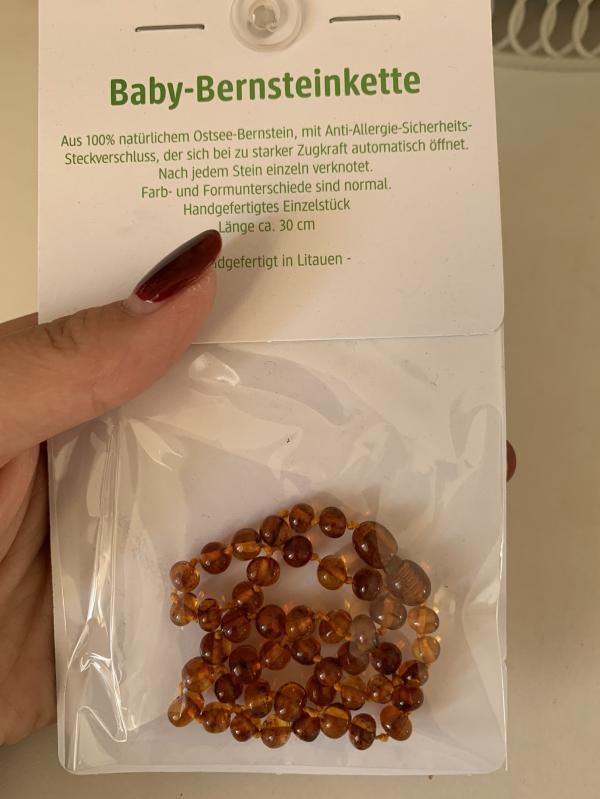 Baby-Bernsteinkette
Aus 100% natürlichem Ostsee-Bernstein, mit Anti-Allergie-Sicherheits-
Steckverschluss, der sich bei zu starker Zugkraft automatisch öffnet.
Nach jedem Stein einzeln verknotet.
Farb- und Formunterschiede sind normal.
Handgefertigtes Einzelstück
Länge ca. 30 cm
dgefertigt in Litauen -